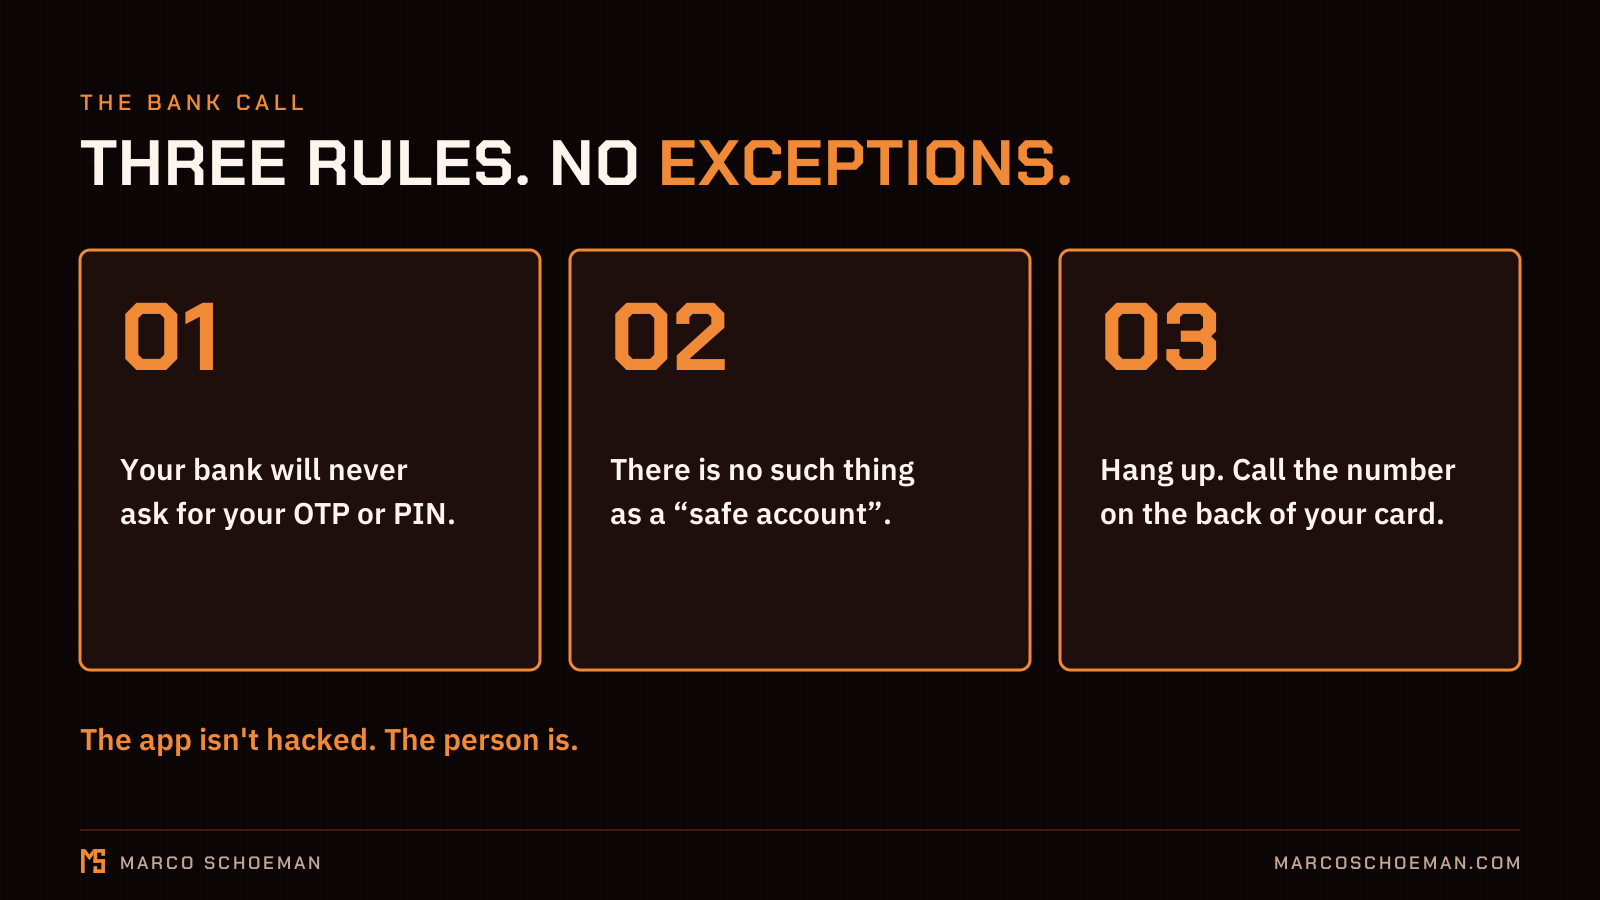 THE BANK CALL
THREE RULES. NO EXCEPTIONS.
01
Your bank will never
ask for your OTP or PIN.
02
There is no such thing
as a “safe account”.
03
Hang up. Call the number
on the back of your card.
The app isn't hacked. The person is.
MS MARCO SCHOEMAN
MARCOSCHOEMAN.COM